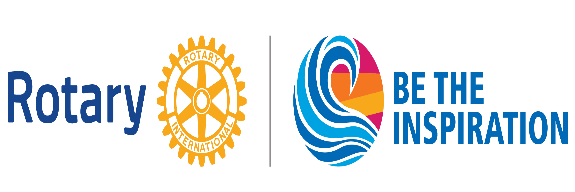 Rotary
ROTARY
INTERNATIONAL
BE THE
INSPIRATION